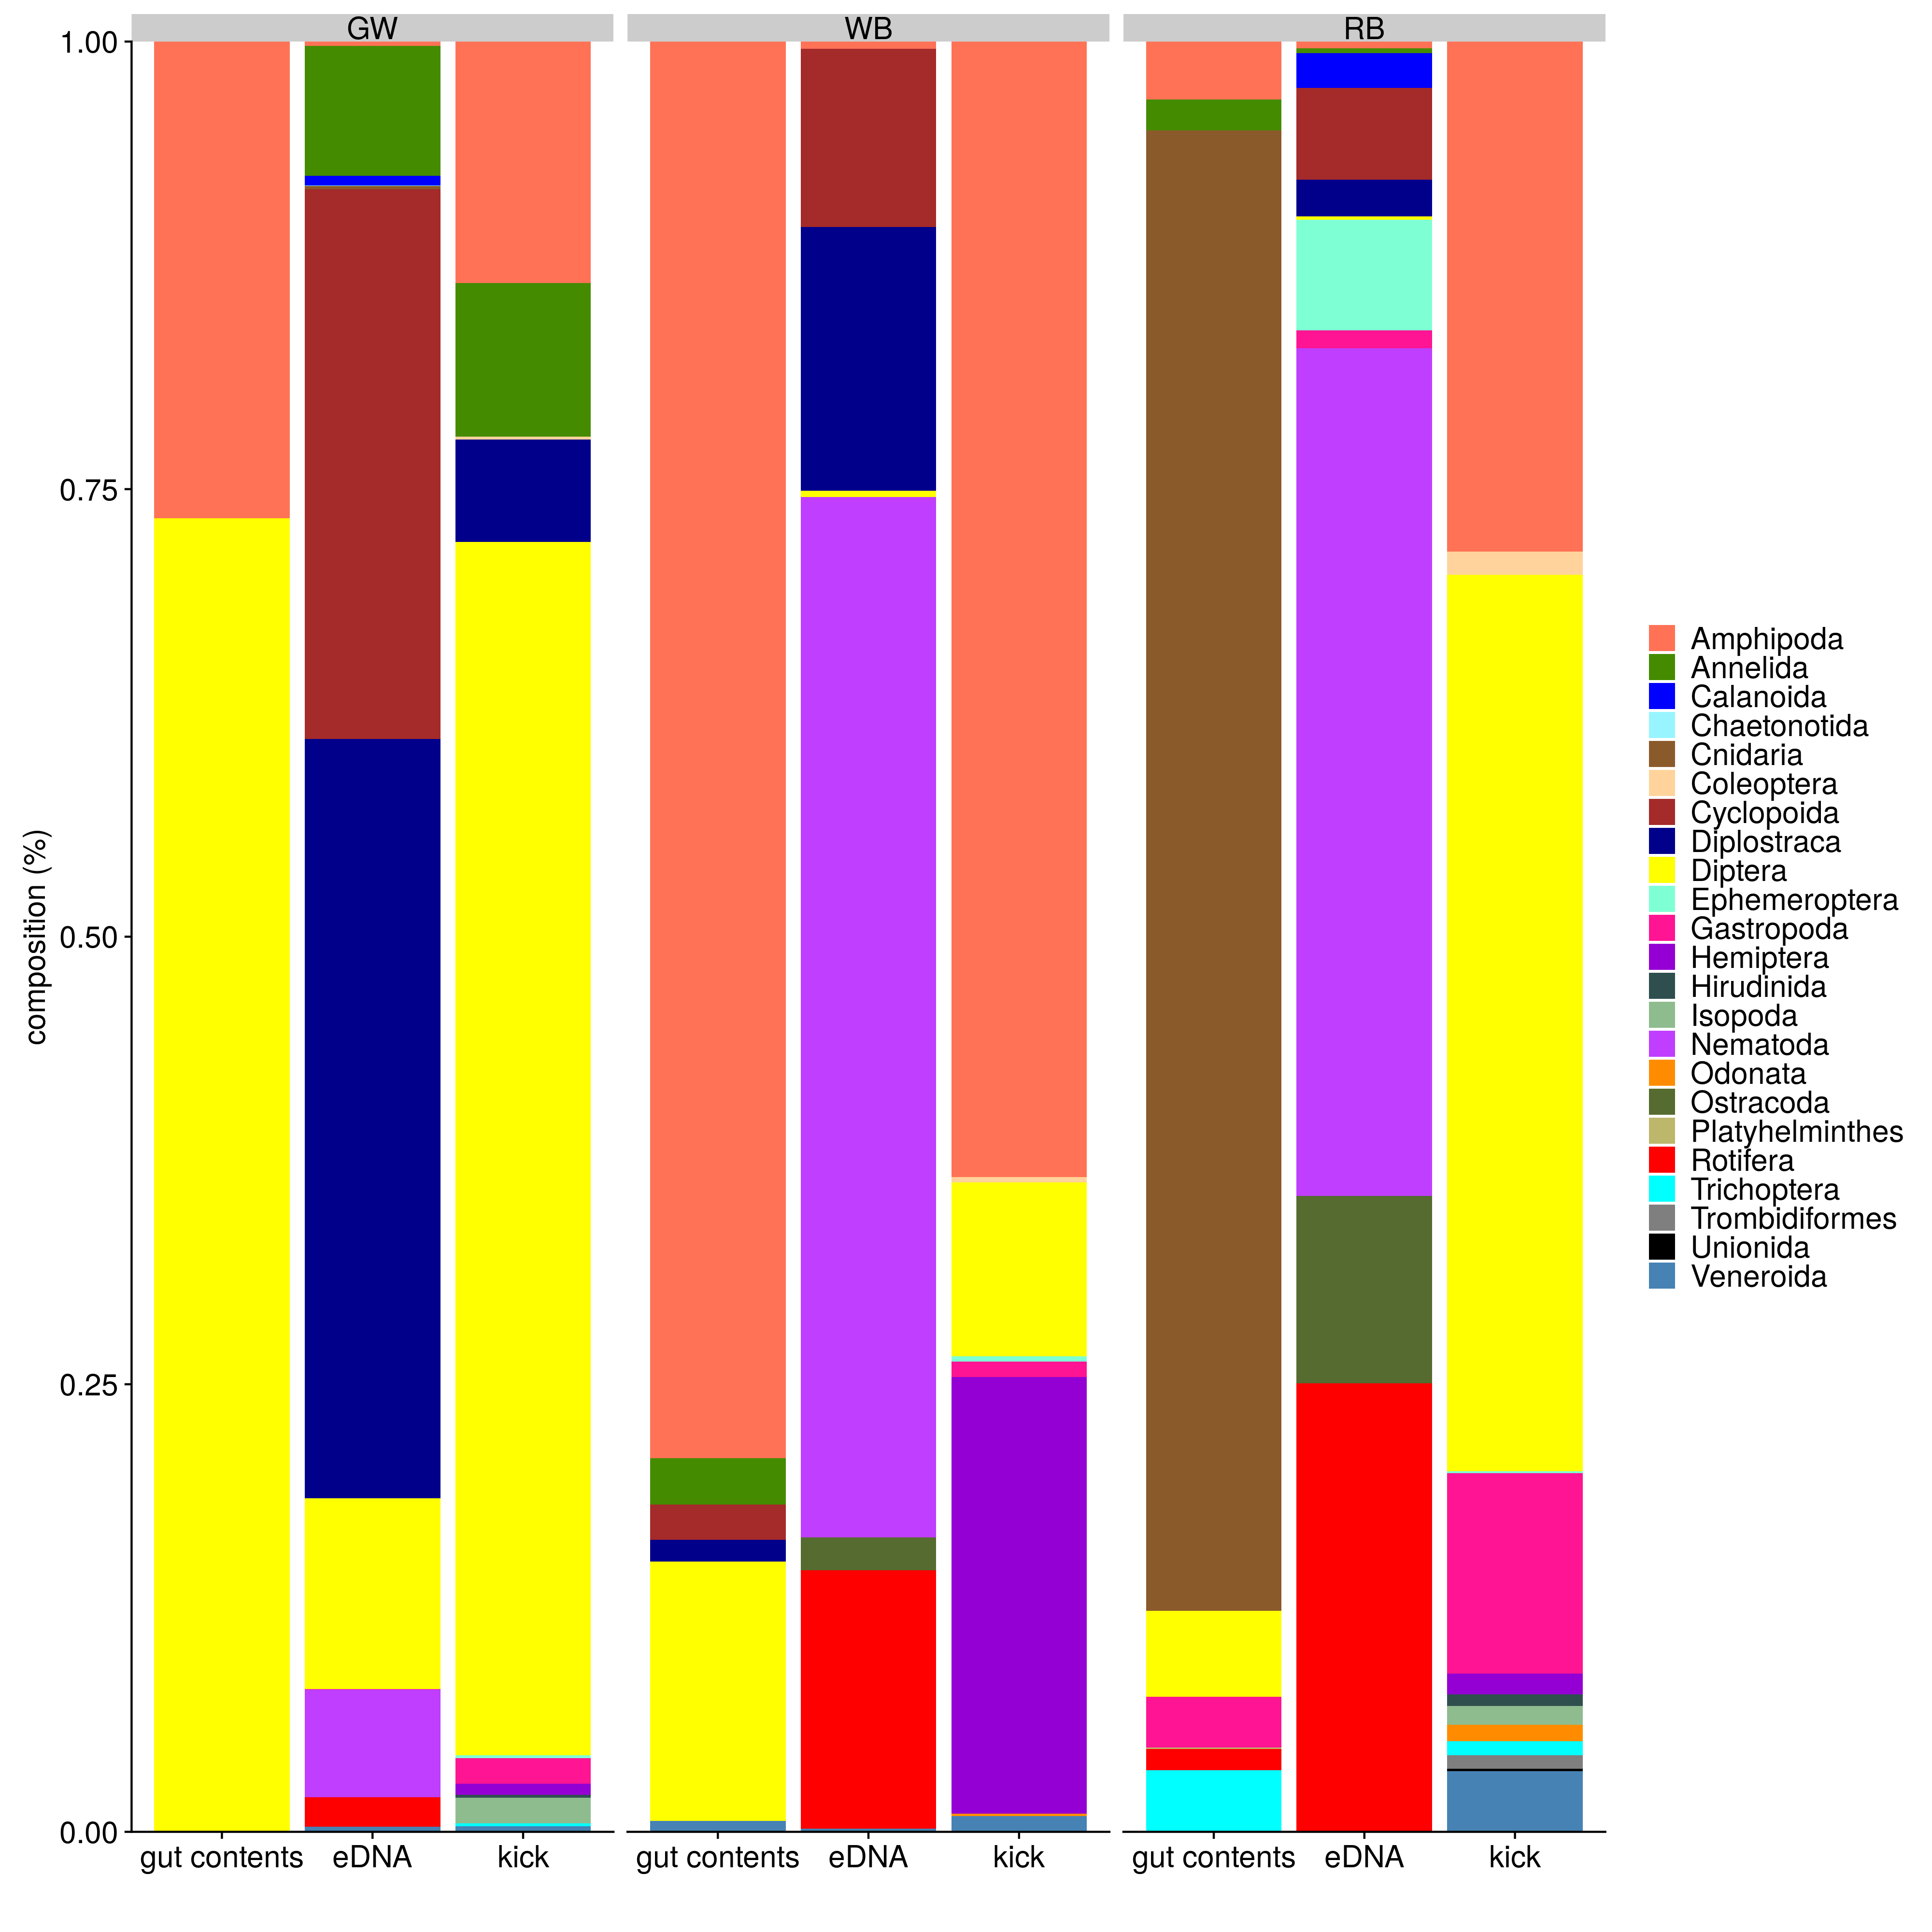 GW WB RB
1.00
0.75
0.50
0.25
0.00
composition (%)
gut contents eDNA kick gut contents eDNA kick gut contents eDNA kick
Amphipoda
Annelida
Calanoida
Chaetonotida
Cnidaria
Coleoptera
Cyclopoida
Diplostraca
Diptera
Ephemeroptera
Gastropoda
Hemiptera
Hirudinida
Isopoda
Nematoda
Odonata
Ostracoda
Platyhelminthes
Rotifera
Trichoptera
Trombidiformes
Unionida
Veneroida